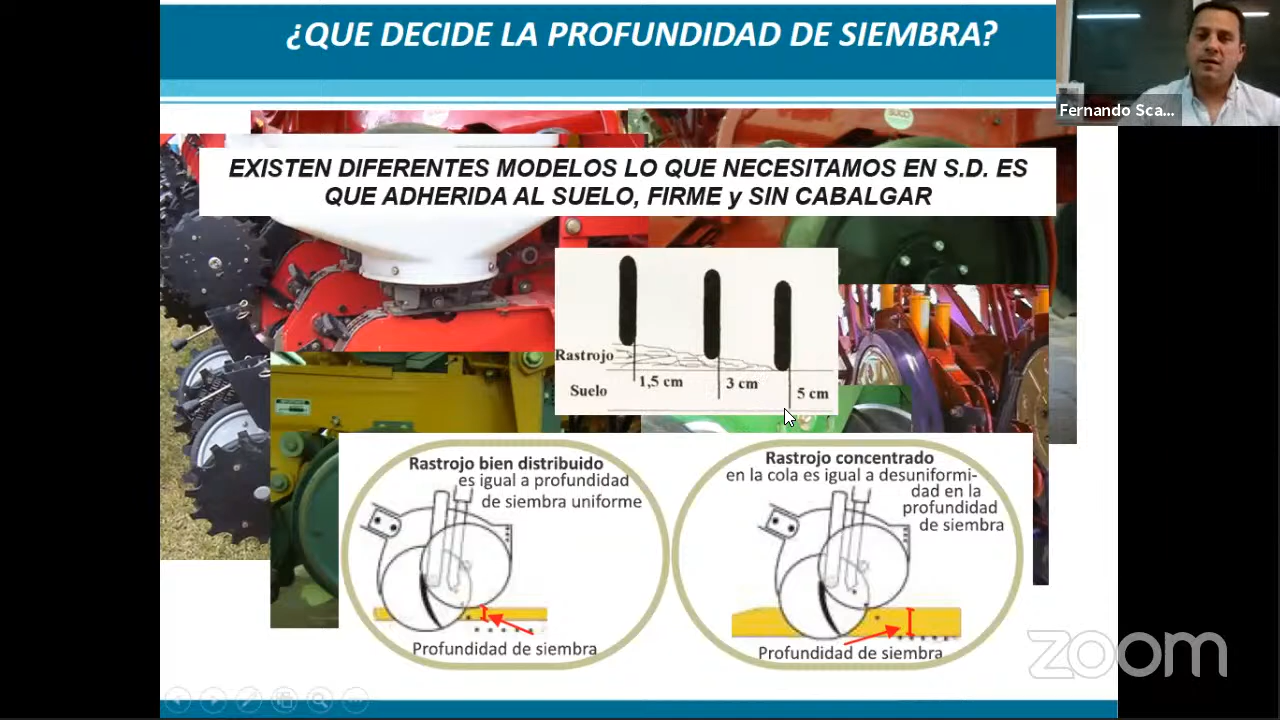 ¿QUE DECIDE LA PROFUNDIDAD DE SIEMBRA?
Fernando Sca...
EXISTEN DIFERENTES MODELOS LO QUE NECESITAMOS EN S.D. ES
QUE ADHERIDA AL SUELO, FIRME y SIN CABALGAR
Rastrojo
Suelo
1,5 cm
3 cm
5 cm
Rastrojo bien distribuido
es igual a profundidad
de siembra uniforme
Profundidad de siembra
Rastrojo concentrado
en la cola es igual a desuniformi-
dad en la
profundidad
de siembra
Profundidad de siembra
zoom